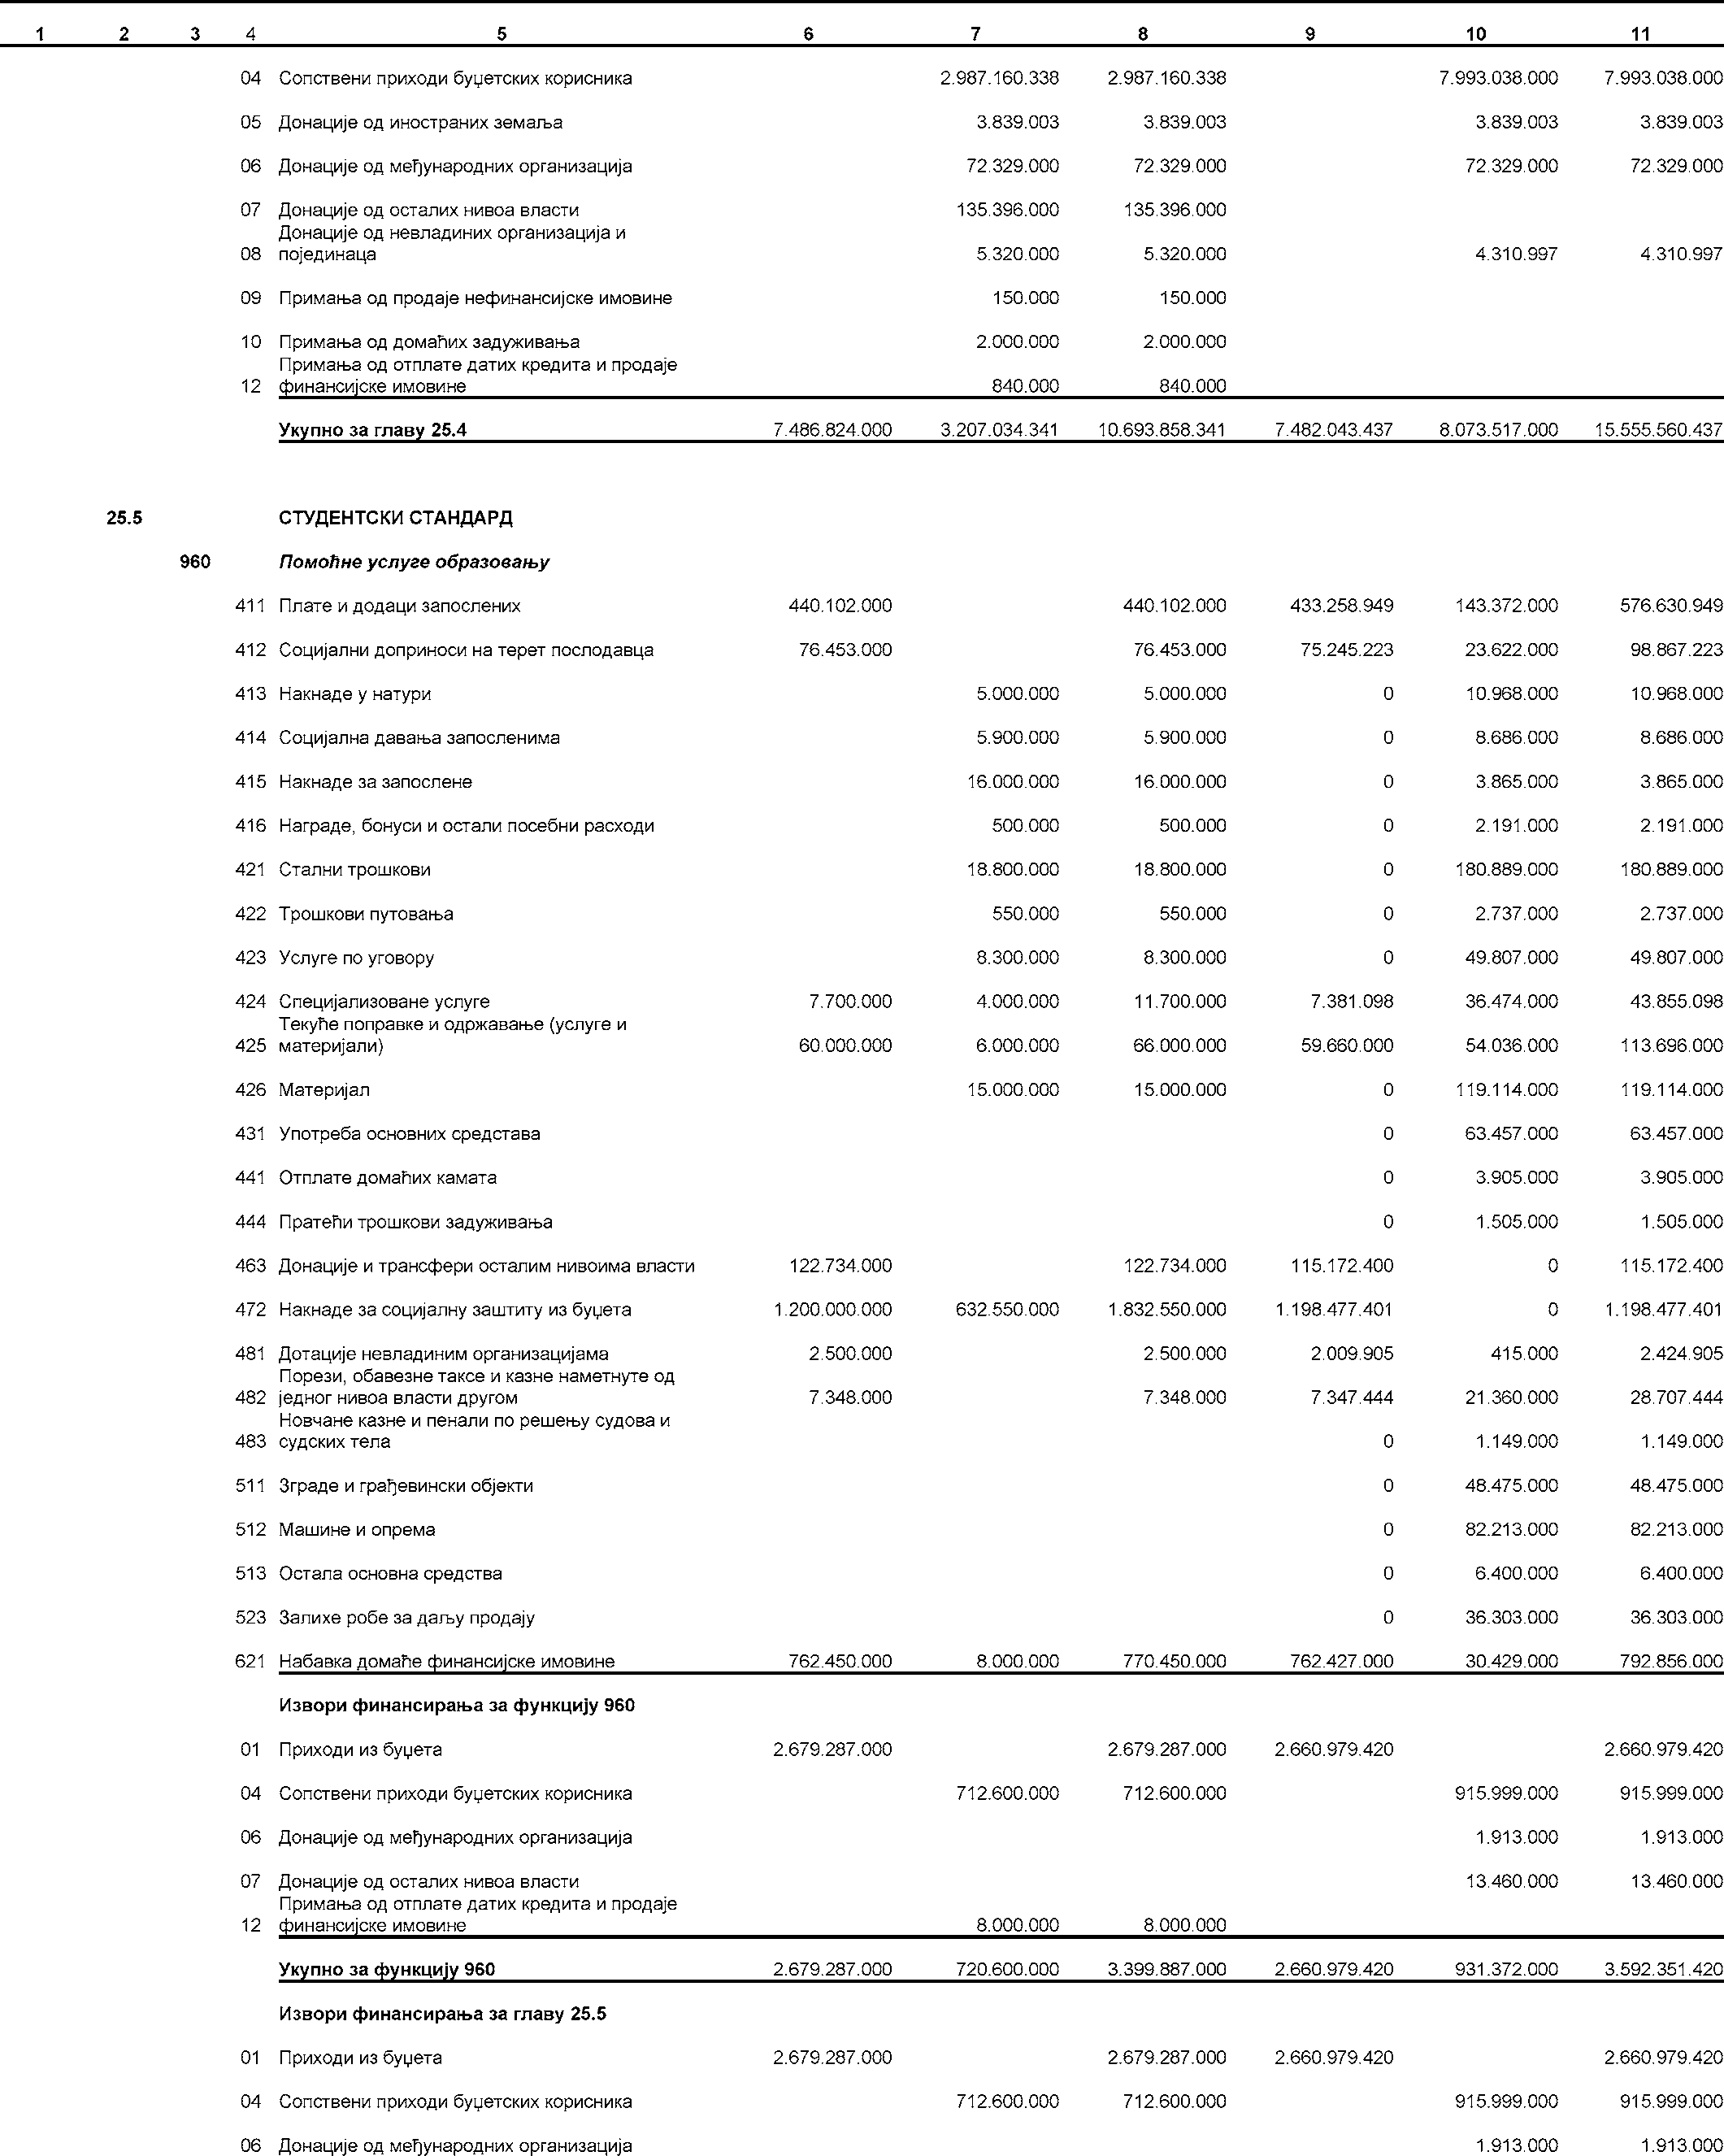 1 2 3 4 5 6 7 8 9 10 11
04 Сопствени приходи буџетских корисника 2.987.160.338 2.987.160.338 7.993.038.000 7.993.038.000
05 Донације од иностраних земаља 3.839.003 3.839.003 3.839.003 3.839.003
06 Донације од међународних организација 72.329.000 72.329.000 72.329.000 72.329.000
07 Донације од осталих нивоа власти 135.396.000 135.396.000
Донације од невладиних организација и
08 појединаца 5.320.000 5.320.000 4.310.997 4.310.997
09 Примања од продаје нефинансијске имовине 150.000 150.000
10 Примања од домаћих задуживања 2.000.000 2.000.000
Примања од отплате датих кредита и продаје
12 финансијске имовине 840.000 840.000
Укупно за главу 25.4 7.486.824.000 3.207.034.341 10.693.858.341 7.482.043.437 8.073.517.000 15.555.560.437
25.5 СТУДЕНТСКИ СТАНДАРД
960 Помоћне услуге образовању
411 Плате и додаци запослених 440.102.000 440.102.000 433.258.949 143.372.000 576.630.949
412 Социјални доприноси на терет послодавца 76.453.000 76.453.000 75.245.223 23.622.000 98.867.223
413 Накнаде у натури 5.000.000 5.000.000 0 10.968.000 10.968.000
414 Социјална давања запосленима 5.900.000 5.900.000 0 8.686.000 8.686.000
415 Накнаде за запослене 16.000.000 16.000.000 0 3.865.000 3.865.000
416 Награде, бонуси и остали посебни расходи 500.000 500.000 0 2.191.000 2.191.000
421 Стални трошкови 18.800.000 18.800.000 0 180.889.000 180.889.000
422 Трошкови путовања 550.000 550.000 0 2.737.000 2.737.000
423 Услуге по уговору 8.300.000 8.300.000 0 49.807.000 49.807.000
424 Специјализоване услуге 7.700.000 4.000.000 11.700.000 7.381.098 36.474.000 43.855.098
Текуће поправке и одржавање (услуге и
425 материјали) 60.000.000 6.000.000 66.000.000 59.660.000 54.036.000 113.696.000
426 Материјал 15.000.000 15.000.000 0 119.114.000 119.114.000
431 Употреба основних средстава 0 63.457.000 63.457.000
441 Отплате домаћих камата 0 3.905.000 3.905.000
444 Пратећи трошкови задуживања 0 1.505.000 1.505.000
463 Донације и трансфери осталим нивоима власти 122.734.000 122.734.000 115.172.400 0 115.172.400
472 Накнаде за социјалну заштиту из буџета 1.200.000.000 632.550.000 1.832.550.000 1.198.477.401 0 1.198.477.401
481 Дотације невладиним организацијама 2.500.000 2.500.000 2.009.905 415.000 2.424.905
Порези, обавезне таксе и казне наметнуте од
482 једног нивоа власти другом 7.348.000 7.348.000 7.347.444 21.360.000 28.707.444
Новчане казне и пенали по решењу судова и
483 судских тела 0 1.149.000 1.149.000
511 Зграде и грађевински објекти 0 48.475.000 48.475.000
512 Машине и опрема 0 82.213.000 82.213.000
513 Остала основна средства 0 6.400.000 6.400.000
523 Залихе робе за даљу продају 0 36.303.000 36.303.000
621 Набавка домаће финансијске имовине 762.450.000 8.000.000 770.450.000 762.427.000 30.429.000 792.856.000
Извори финансирања за функцију 960
01 Приходи из буџета 2.679.287.000 2.679.287.000 2.660.979.420 2.660.979.420
04 Сопствени приходи буџетских корисника 712.600.000 712.600.000 915.999.000 915.999.000
06 Донације од међународних организација 1.913.000 1.913.000
07 Донације од осталих нивоа власти 13.460.000 13.460.000
Примања од отплате датих кредита и продаје
12 финансијске имовине 8.000.000 8.000.000
Укупно за функцију 960 2.679.287.000 720.600.000 3.399.887.000 2.660.979.420 931.372.000 3.592.351.420
Извори финансирања за главу 25.5
01 Приходи из буџета 2.679.287.000 2.679.287.000 2.660.979.420 2.660.979.420
04 Сопствени приходи буџетских корисника 712.600.000 712.600.000 915.999.000 915.999.000
06 Донације од међународних организација 1.913.000 1.913.000